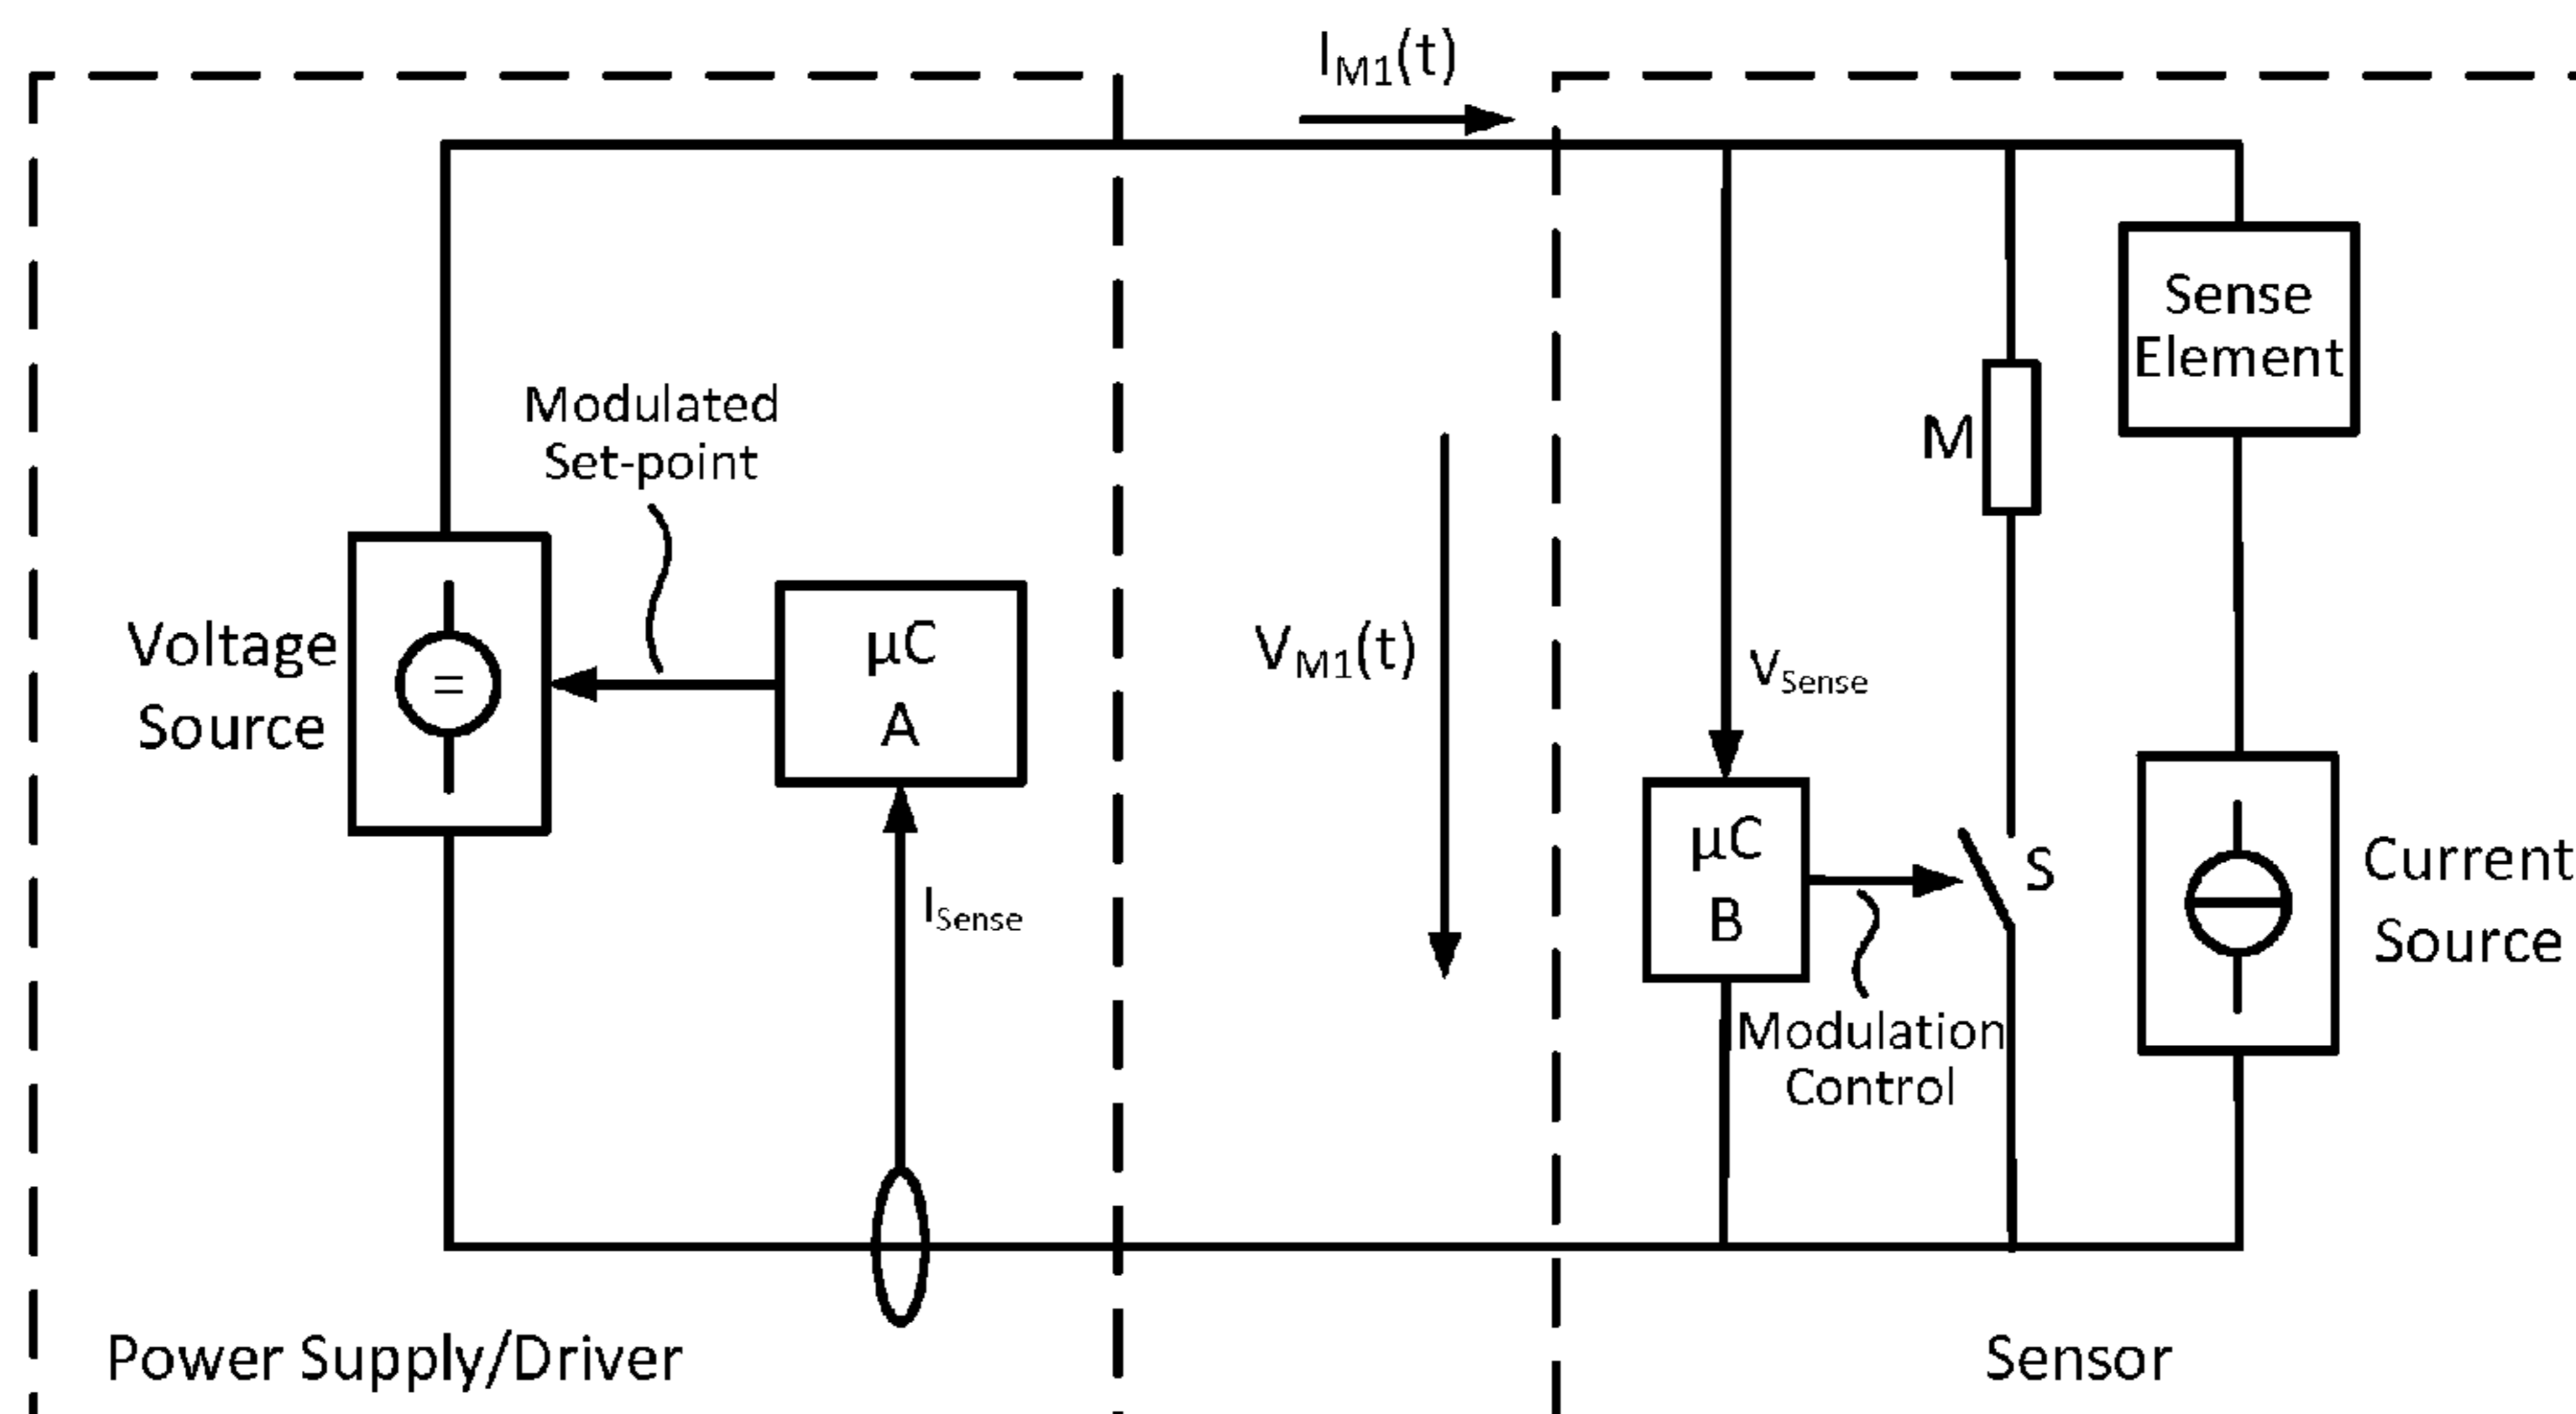 I_M1(t)
Modulated
Set-point
Voltage
Source
=
µC
A
I_Sense
V_M1(t)
V_Sense
µC
B
Modulation
Control
M
S
Sense
Element
Current
Source
Power Supply/Driver
Sensor